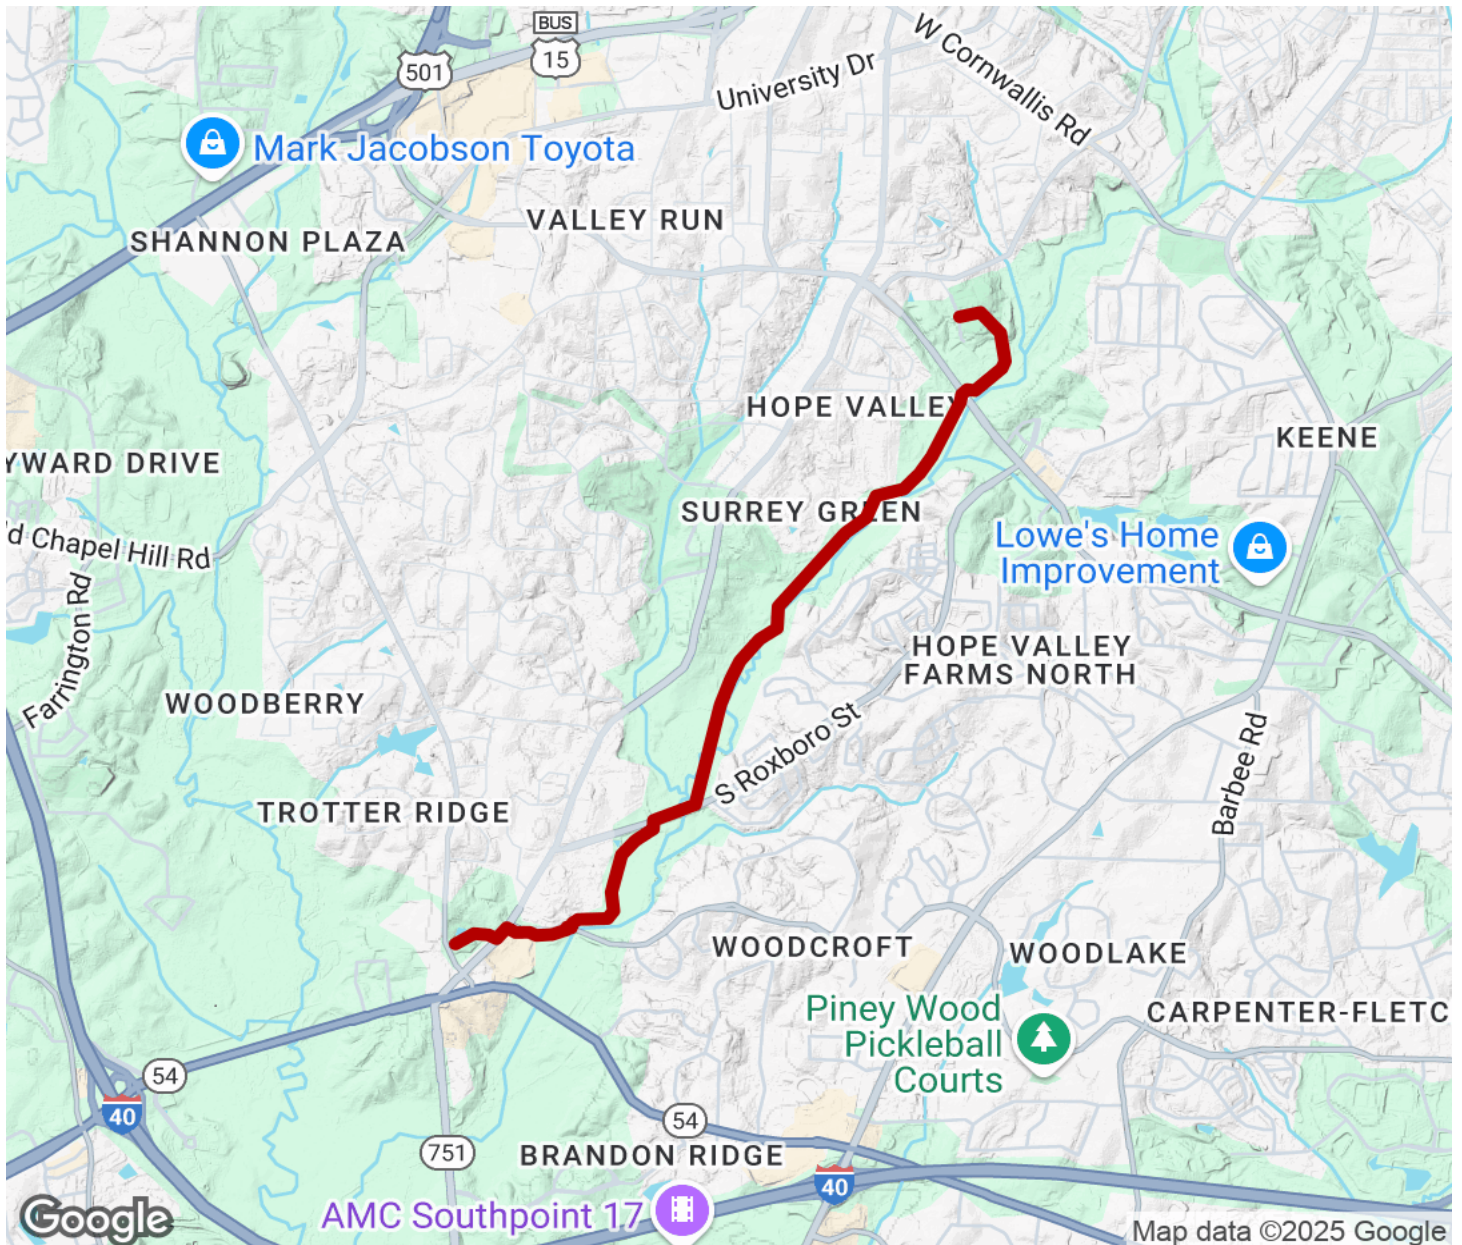 BUS
15
501
W Cornwallis Rd
University Dr
Mark Jacobson Toyota
VALLEY RUN
SHANNON PLAZA
HOPE VALLEY
KEENE
YWARD DRIVE
SURREY GREEN
d Chapel Hill Rd
Lowe's Home
Improvement
Farrington Rd
HOPE VALLEY
FARMS NORTH
WOODBERRY
S Roxboro St
Barbee Rd
TROTTER RIDGE
WOODCROFT
WOODLAKE
Piney Wood
Pickleball
Courts
CARPENTER-FLETC
54
40
54
751
BRANDON RIDGE
40
AMC Southpoint 17
Google
Map data ©2025 Google